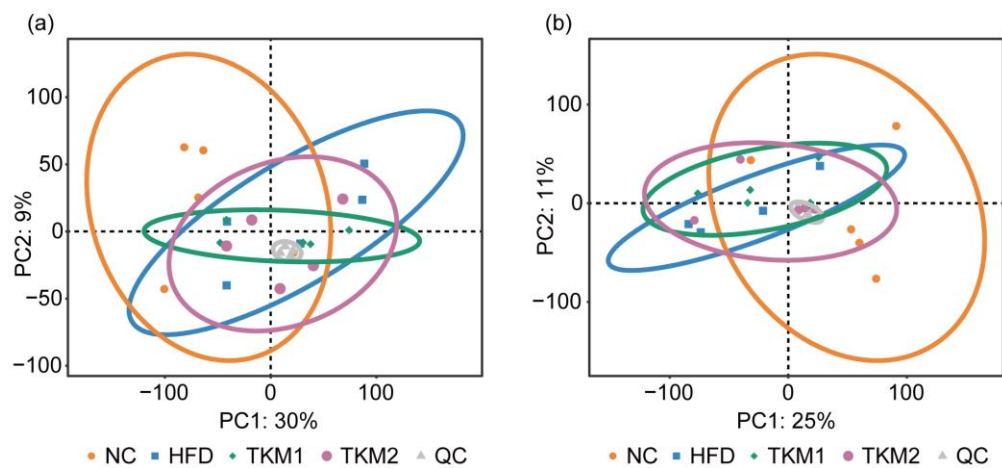 (a)
PC2: 9%
100
50
0
−50
−100
−100
0
100
PC1: 30%
NC
HFD
TKM1
TKM2
QC
(b)
PC2: 11%
100
0
−100
−100
0
100
PC1: 25%
NC
HFD
TKM1
TKM2
QC